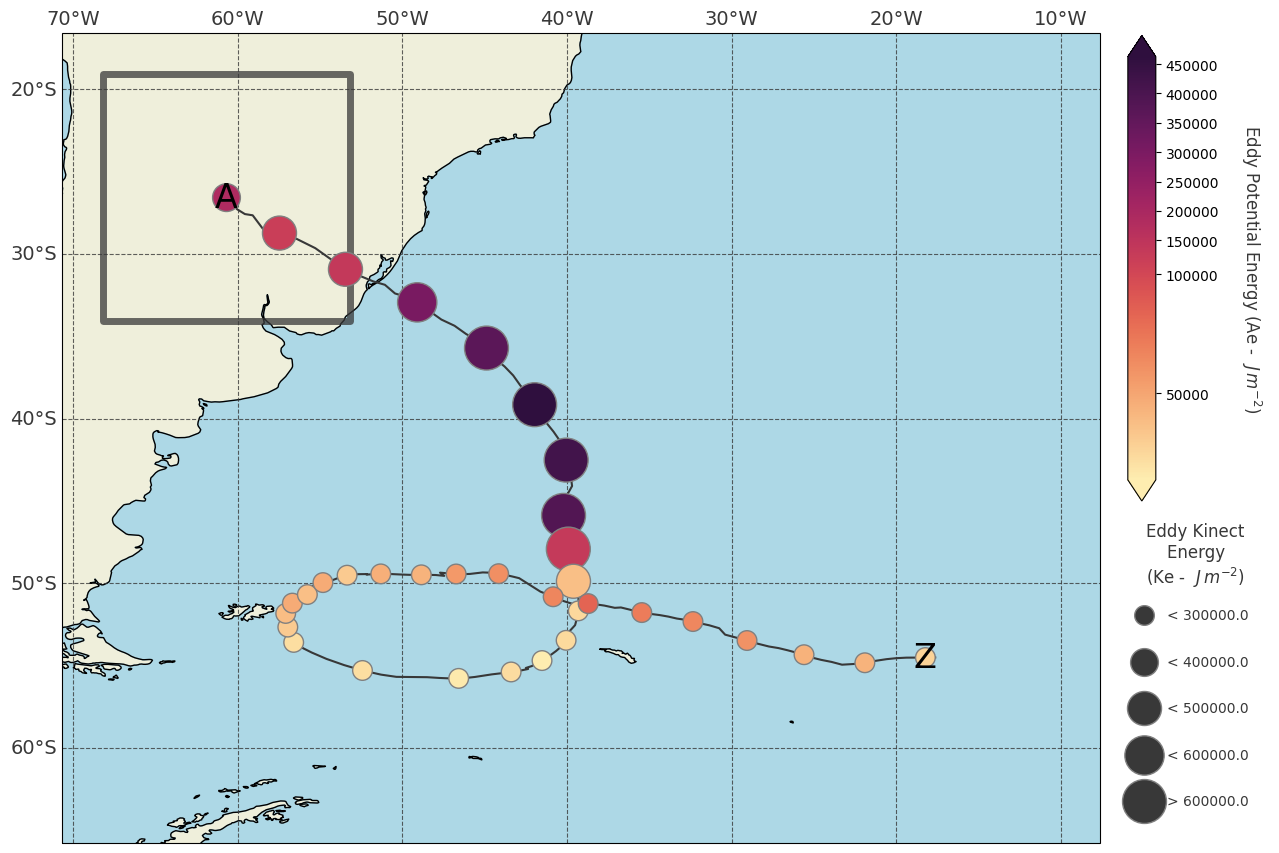 70°W 60°W 50°W 40°W 30°W 20°W 10°W
20°S
30°S
40°S
50°S
60°S
A
Z
450000
400000
350000
300000
250000
200000
150000
100000
50000
Eddy Potential Energy (Ae - J m⁻²)
Eddy Kinect
Energy
(Ke - J m⁻²)
< 300000.0
< 400000.0
< 500000.0
< 600000.0
> 600000.0